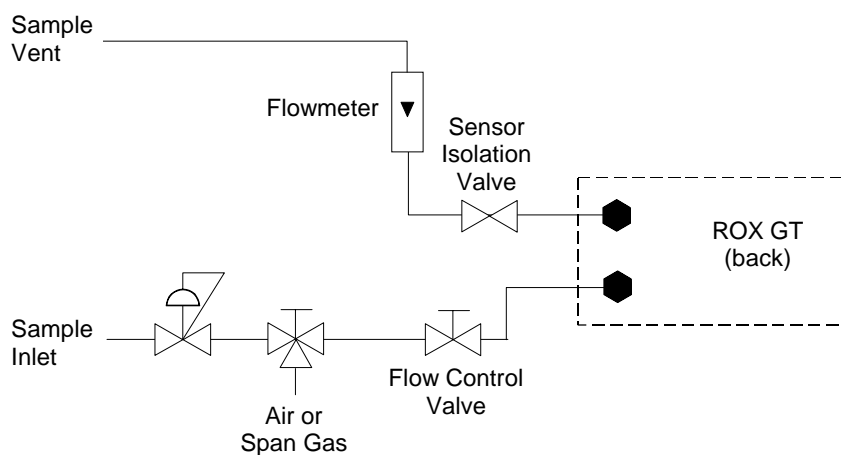 Sample
Vent
Flowmeter
Sensor
Isolation
Valve
ROX GT
(back)
Sample
Inlet
Flow Control
Valve
Air or
Span Gas